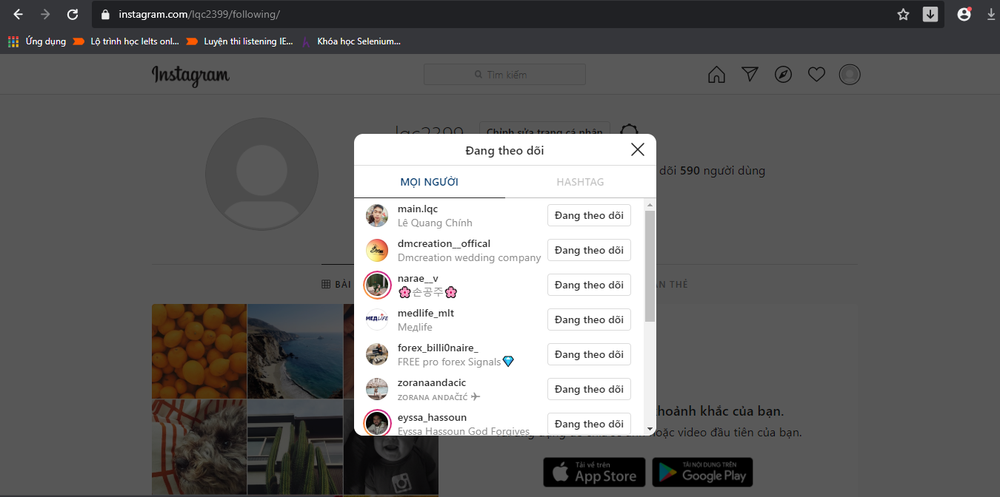 instagram.com/lqc2399/following/
Ứng dụng
Lộ trình học Ielts onl...
Luyện thi listening IE...
Khóa học Selenium...
Instagram
Tìm kiếm
lqc2399
Chỉnh sửa trang cá nhân
dõi 590 người dùng
Đang theo dõi
MỌI NGƯỜI
HASHTAG
main.lqc
Lê Quang Chính
Đang theo dõi
dmcreation__offical
Dmcreation wedding company
Đang theo dõi
narae__v
🌸손공주🌸
Đang theo dõi
МЕДLIFE
medlife_mlt
Медlife
Đang theo dõi
forex_billi0naire_
FREE pro forex Signals💎
Đang theo dõi
zoranaandacic
ᴢᴏʀᴀɴᴀ ᴀɴᴅᴀČɪĆ ✈
Đang theo dõi
eyssa_hassoun
Eyssa Hassoun God Forgives
Đang theo dõi
BÀI
N THẺ
khoảnh khắc của bạn.
hoặc video đầu tiên của bạn.
Tải về trên
App Store
TẢI NỘI DUNG TRÊN
Google Play